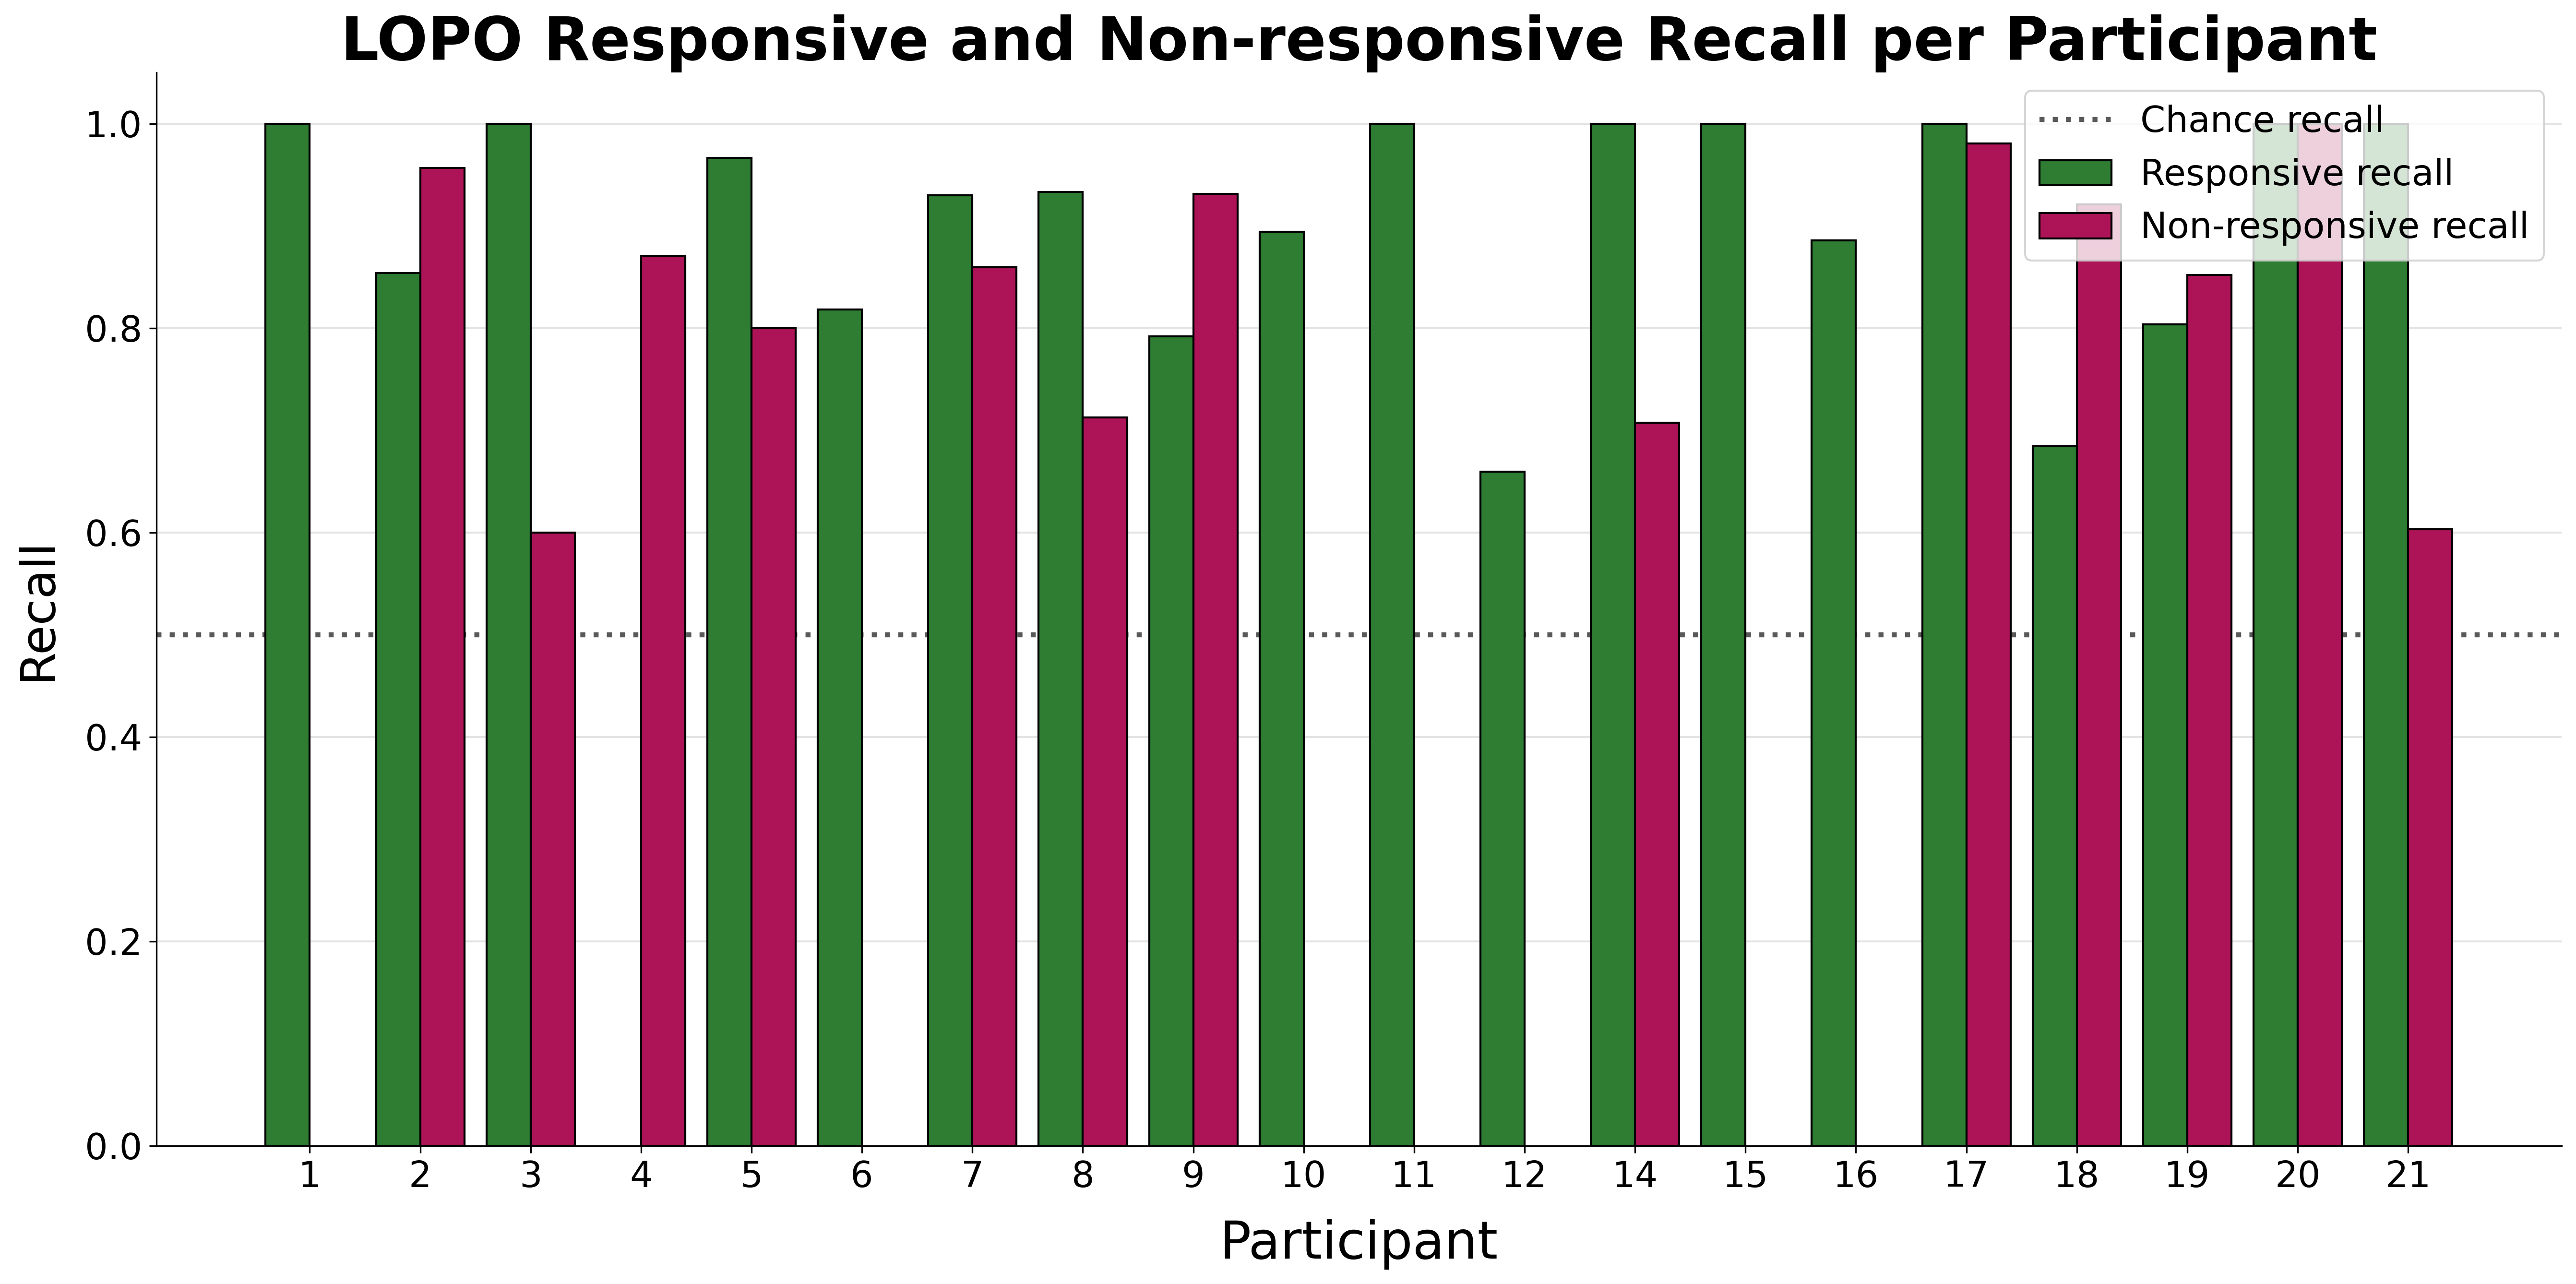 LOPO Responsive and Non-responsive Recall per Participant
Chance recall
Responsive recall
Non-responsive recall
Recall
1.0
0.8
0.6
0.4
0.2
0.0
1 2 3 4 5 6 7 8 9 10 11 12 14 15 16 17 18 19 20 21
Participant